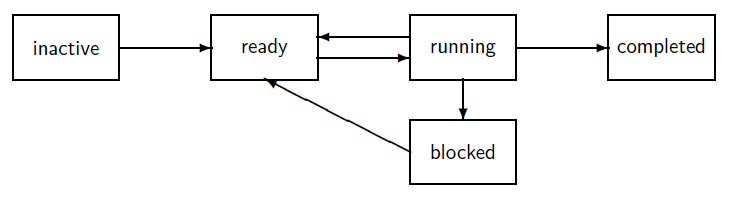 inactive
ready
running
completed
blocked